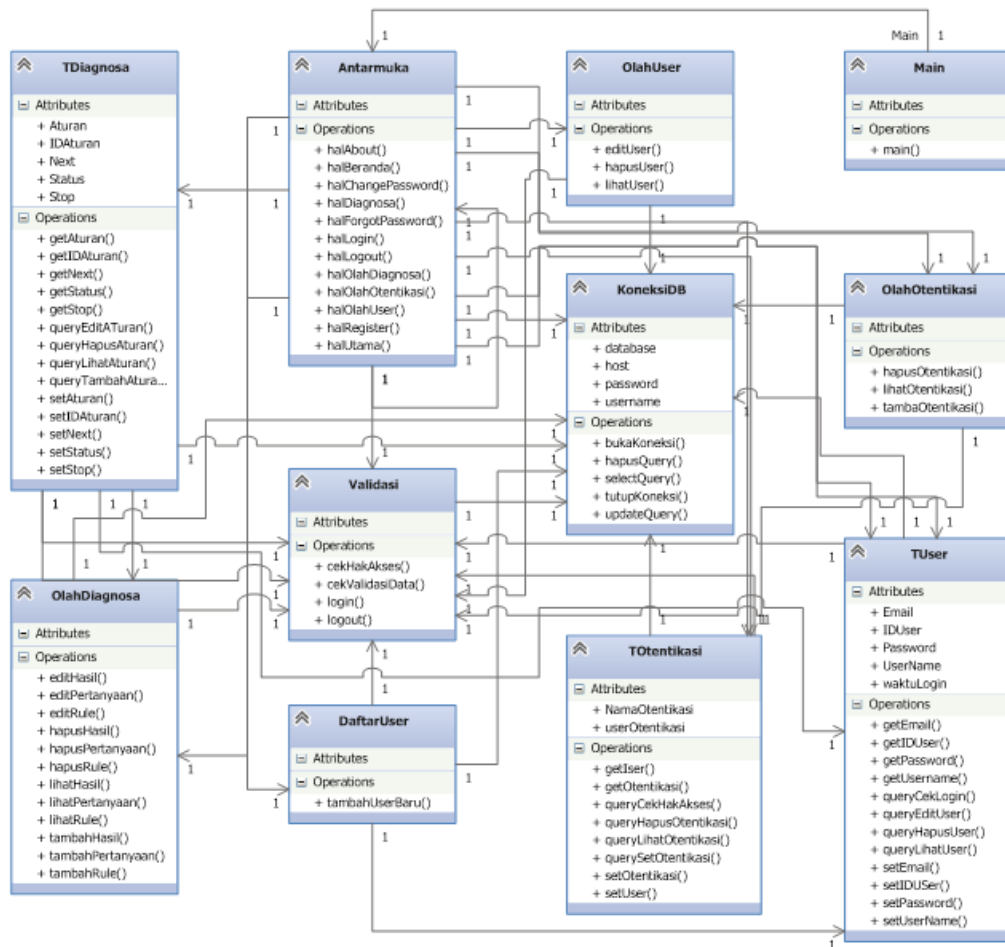 Main 1
1
TDiagnosa
Attributes
+ Aturan
+ IDAturan
+ Next
+ Status
+ Stop
Operations
+ getAturan()
+ getIDAturan()
+ getNext()
+ getStatus()
+ getStop()
+ queryEditATuran()
+ queryHapusAturan()
+ queryLihatAturan()
+ queryTambahAtura...
+ setAturan()
+ setIDAturan()
+ setNext()
+ setStatus()
+ setStop()
Antarmuka
Attributes
Operations
+ halAbout()
+ halBeranda()
+ halChangePassword()
+ halDiagnosa()
+ halForgotPassword()
+ halLogin()
+ halLogout()
+ halOlahDiagnosa()
+ halOlahOtentikasi()
+ halOlahUser()
+ halRegister()
+ halUtama()
OlahUser
Attributes
Operations
+ editUser()
+ hapusUser()
+ lihatUser()
Main
Attributes
Operations
+ main()
KoneksiDB
Attributes
+ database
+ host
+ password
+ username
Operations
+ bukaKoneksi()
+ hapusQuery()
+ selectQuery()
+ tutupKoneksi()
+ updateQuery()
OlahOtentikasi
Attributes
Operations
+ hapusOtentikasi()
+ lihatOtentikasi()
+ tambaOtentikasi()
Validasi
Attributes
Operations
+ cekHakAkses()
+ cekValidasiData()
+ login()
+ logout()
OlahDiagnosa
Attributes
Operations
+ editHasil()
+ editPertanyaan()
+ editRule()
+ hapusHasil()
+ hapusPertanyaan()
+ hapusRule()
+ lihatHasil()
+ lihatPertanyaan()
+ lihatRule()
+ tambahHasil()
+ tambahPertanyaan()
+ tambahRule()
DaftarUser
Attributes
Operations
+ tambahUserBaru()
TOtentikasi
Attributes
+ NamaOtentikasi
+ userOtentikasi
Operations
+ getIser()
+ getOtentikasi()
+ queryCekHakAkses()
+ queryHapusOtentikasi()
+ queryLihatOtentikasi()
+ querySetOtentikasi()
+ setOtentikasi()
+ setUser()
TUser
Attributes
+ Email
+ IDUser
+ Password
+ UserName
+ waktuLogin
Operations
+ getEmail()
+ getIDUser()
+ getPassword()
+ getUsername()
+ queryCekLogin()
+ queryEditUser()
+ queryHapusUser()
+ queryLihatUser()
+ setEmail()
+ setIDUSer()
+ setPassword()
+ setUserName()